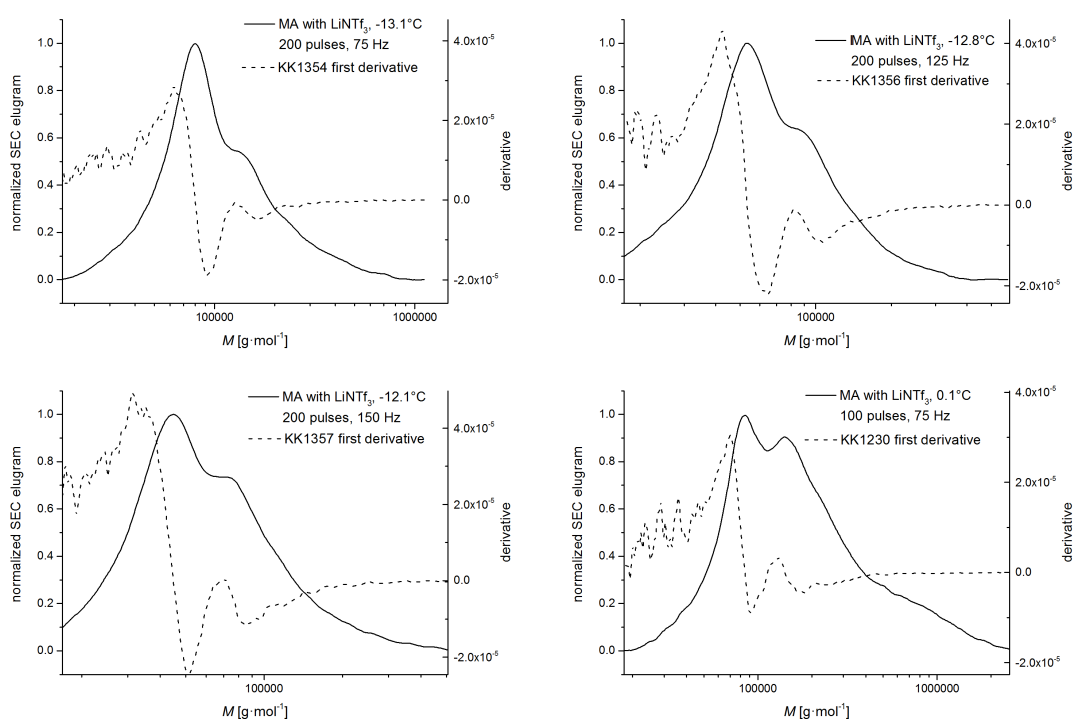 MA with LiNTf3, -13.1°C
200 pulses, 75 Hz
KK1354 first derivative
normalized SEC elugram
1.0
0.8
0.6
0.4
0.2
0.0
4.0x10-5
2.0x10-5
0.0
-2.0x10-5
derivative
100000
1000000
M [g·mol-1]
MA with LiNTf3, -12.8°C
200 pulses, 125 Hz
KK1356 first derivative
normalized SEC elugram
1.0
0.8
0.6
0.4
0.2
0.0
4.0x10-5
2.0x10-5
0.0
-2.0x10-5
derivative
100000
M [g·mol-1]
MA with LiNTf3, -12.1°C
200 pulses, 150 Hz
KK1357 first derivative
normalized SEC elugram
1.0
0.8
0.6
0.4
0.2
0.0
4.0x10-5
2.0x10-5
0.0
-2.0x10-5
derivative
100000
M [g·mol-1]
MA with LiNTf3, 0.1°C
100 pulses, 75 Hz
KK1230 first derivative
normalized SEC elugram
1.0
0.8
0.6
0.4
0.2
0.0
4.0x10-5
2.0x10-5
0.0
-2.0x10-5
derivative
100000
1000000
M [g·mol-1]